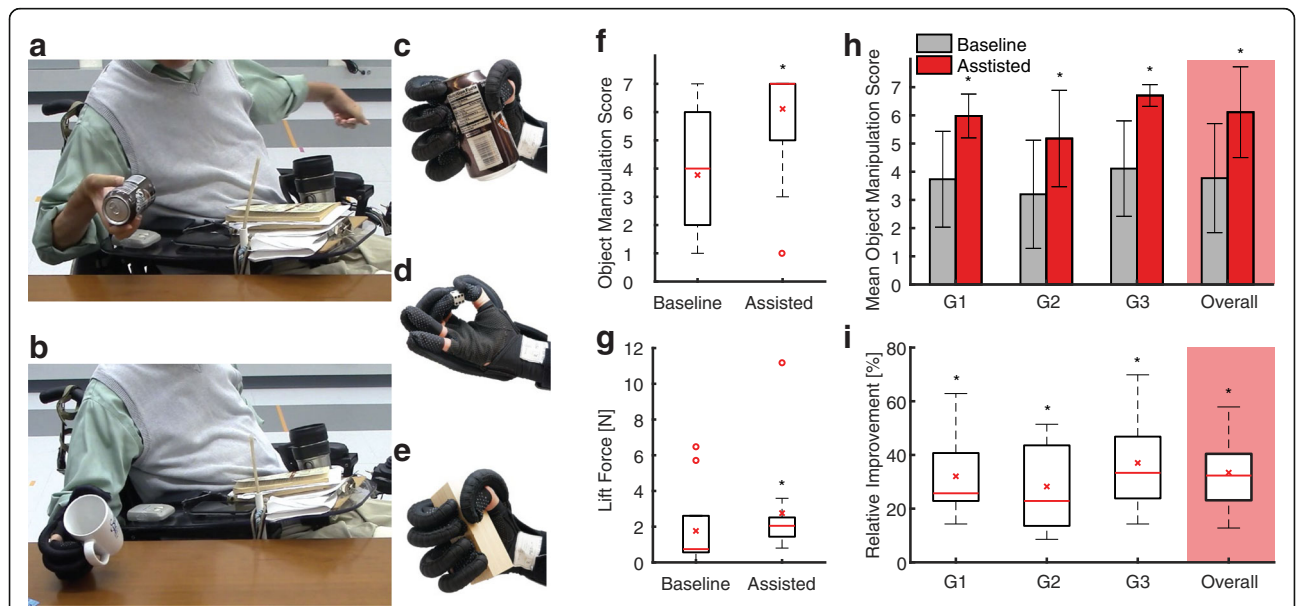 a
b
c
d
e
f
Object Manipulation Score
7
6
5
4
3
2
1
0
*
Baseline
Assisted
g
Lift Force [N]
12
10
8
6
4
2
0
*
Baseline
Assisted
h
Baseline
Asstisted
Mean Object Manipulation Score
7
6
5
4
3
2
1
0
*
*
*
*
G1
G2
G3
Overall
i
Relative Improvement [%]
80
60
40
20
0
*
*
*
*
G1
G2
G3
Overall